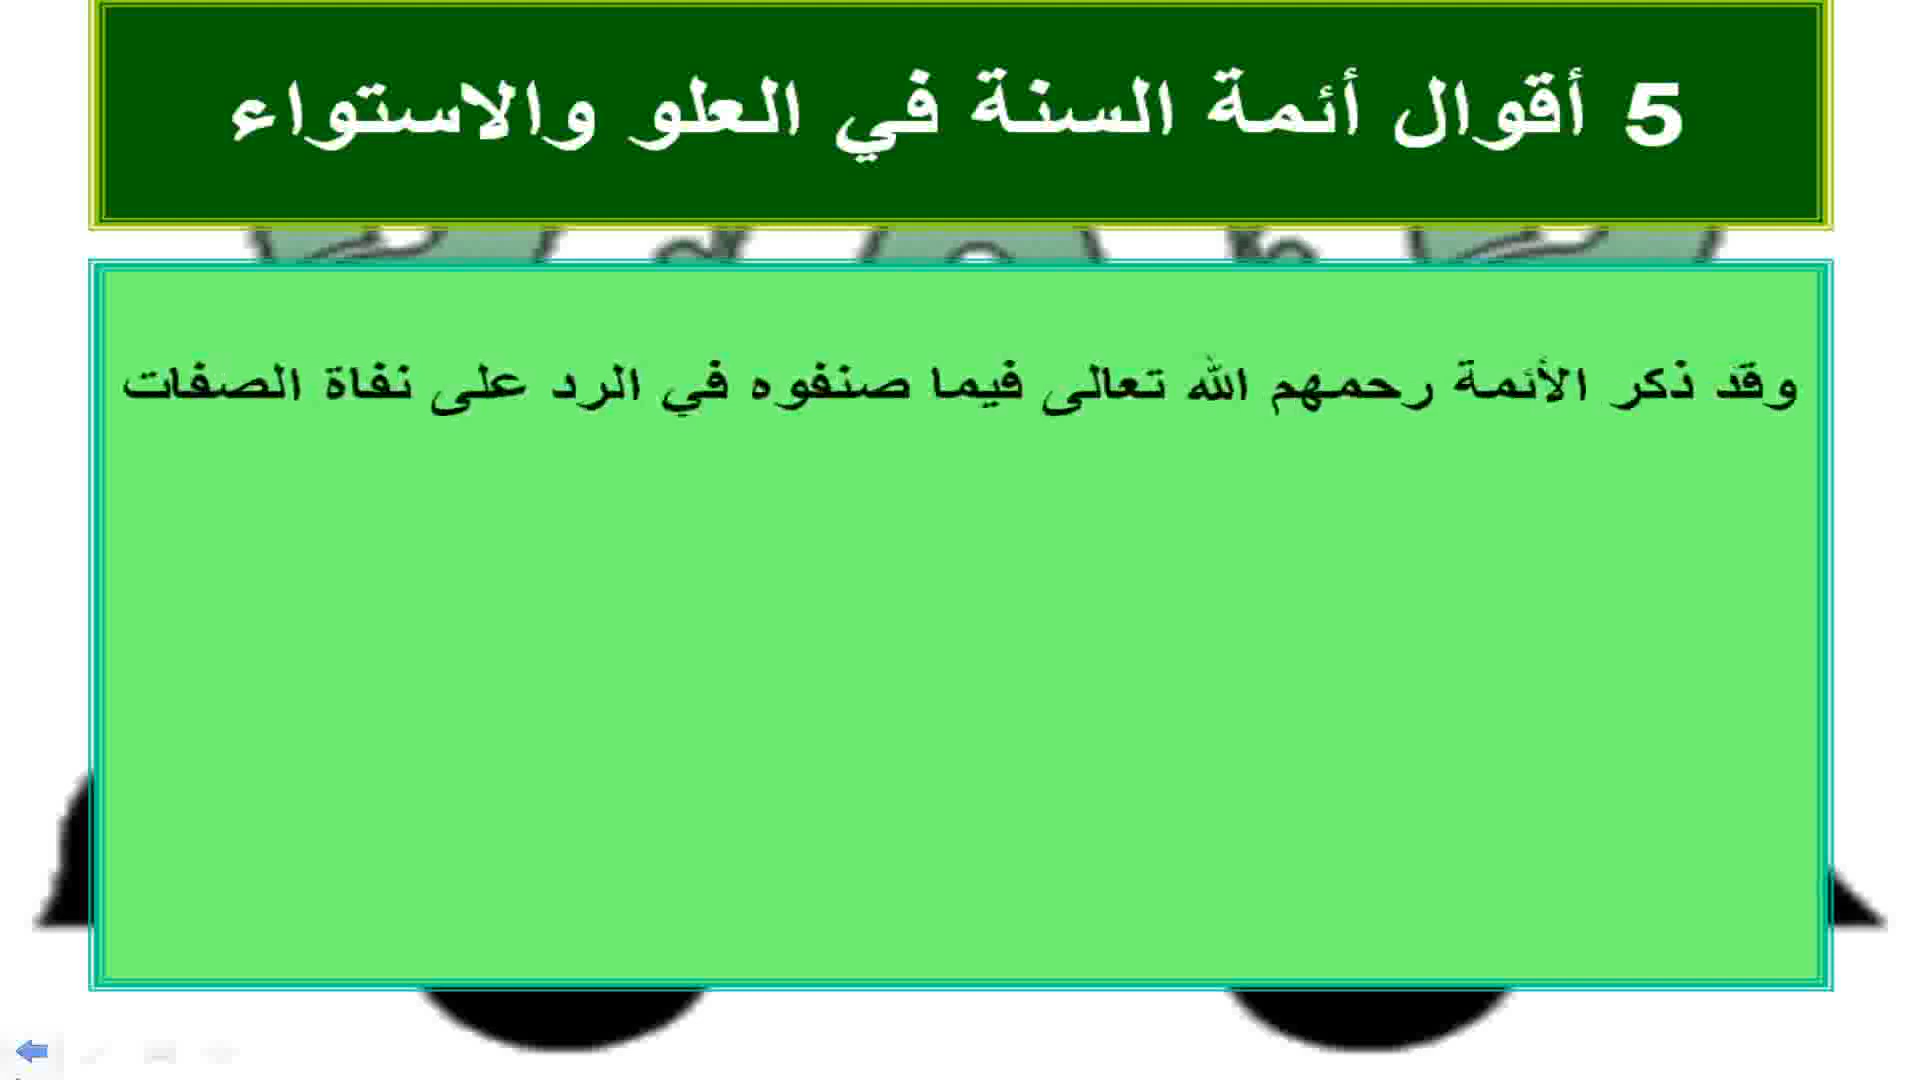 5 أقوال أئمة السنة في العلو والاستواء
وقد ذكر الأئمة رحمهم الله تعالى فيما صنفوه في الرد على نفاة الصفات